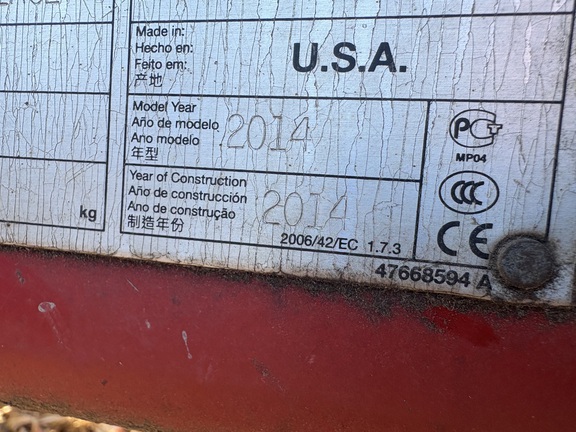 Made in:
Hecho en:
Feito em:
产地
U.S.A.
Model Year
Año de modelo
Ano modelo
年型
2014
Year of Construction
Año de construcción
Ano de construção
制造年份
2014
2006/42/EC 1.7.3
kg
PCT
MP04
CCC
CE
47668594 A